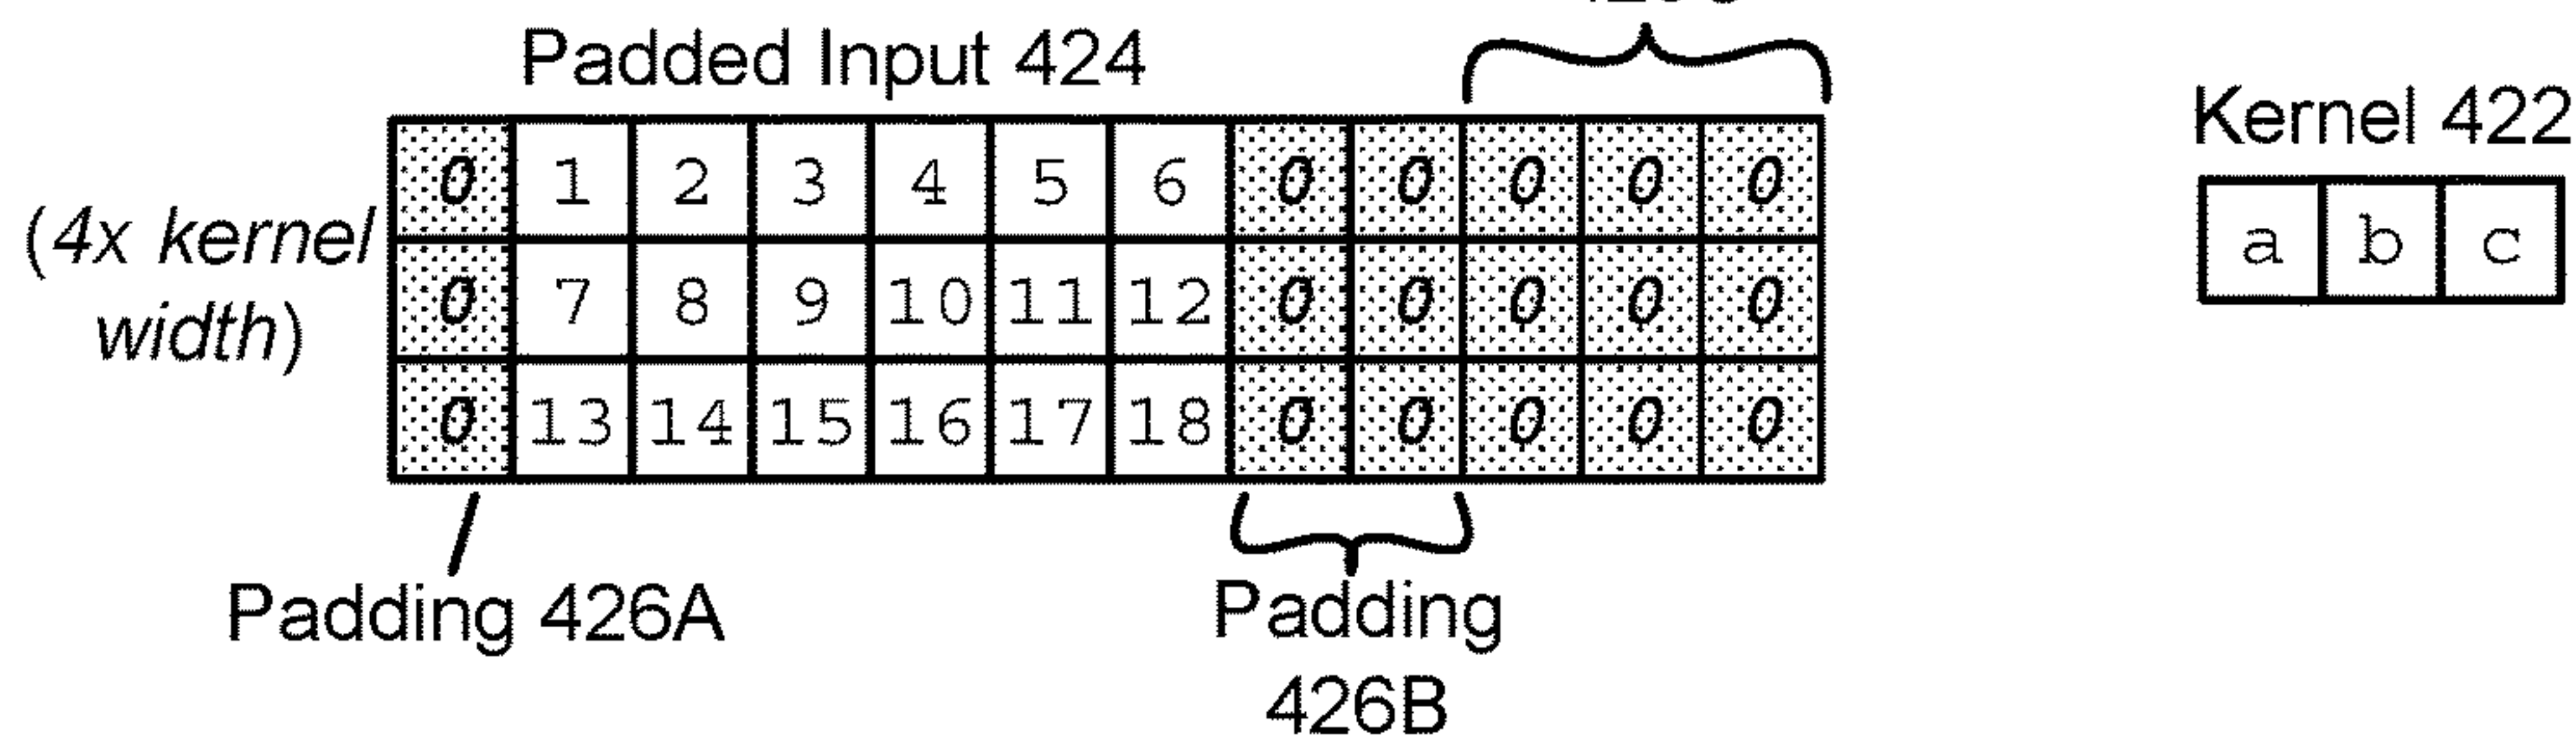 Padded Input 424
Kernel 422
0 1 2 3 4 5 6 0 0 0 0 0
a b c
(4x kernel
width)
0 7 8 9 10 11 12 0 0 0 0 0
0 13 14 15 16 17 18 0 0 0 0 0
Padding 426A
Padding
426B